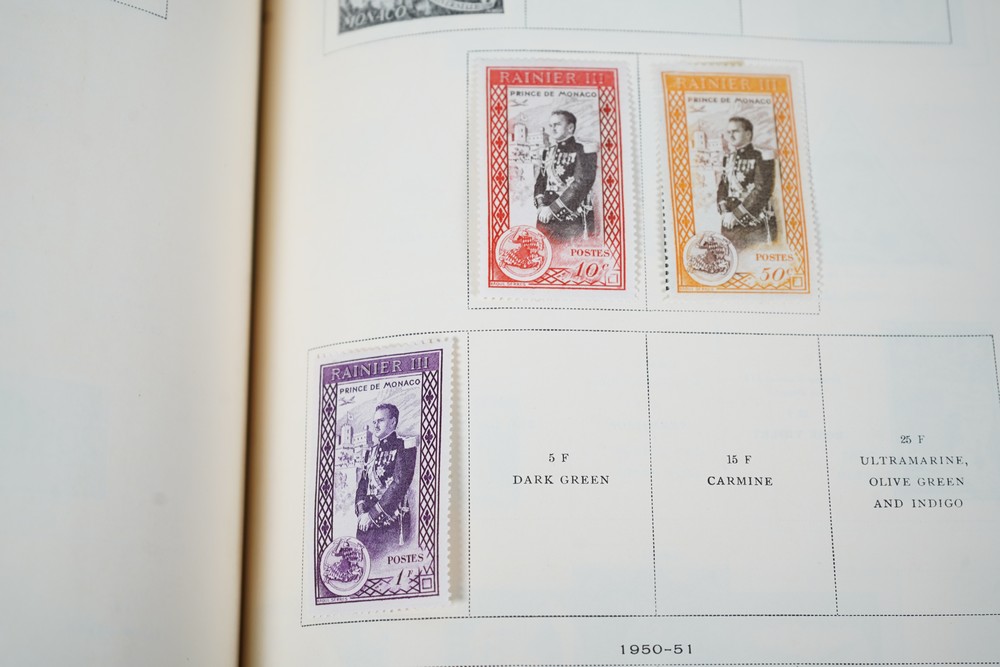 MONACO
RAINIER III
PRINCE DE MONACO
POSTES
10c
RAINIER III
PRINCE DE MONACO
POSTES
50c
RAINIER III
PRINCE DE MONACO
POSTES
1F
5 F
DARK GREEN
15 F
CARMINE
25 F
ULTRAMARINE,
OLIVE GREEN
AND INDIGO
1950-51